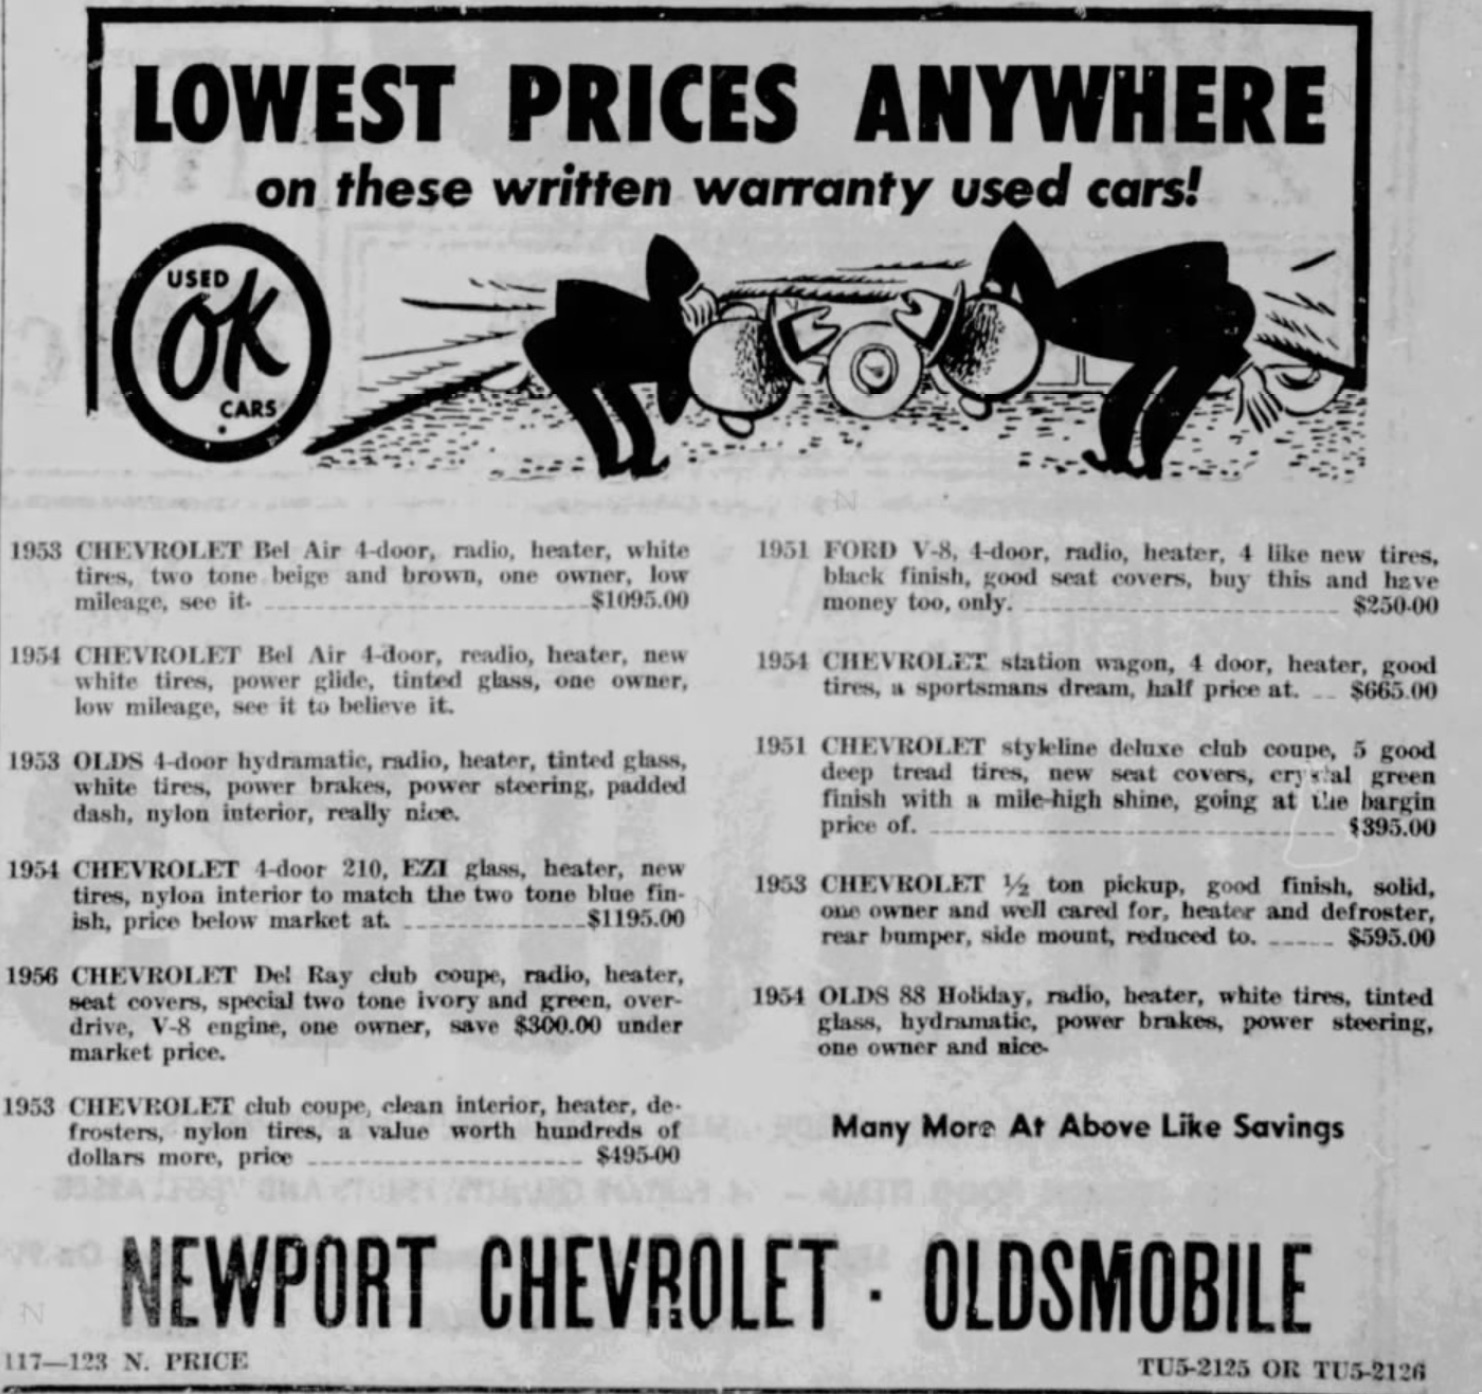 LOWEST PRICES ANYWHERE
on these written warranty used cars!
USED
OK
CARS
1953 CHEVROLET Bel Air 4-door, radio, heater, white
tires, two tone beige and brown, one owner, low
mileage, see it. $1095.00
1954 CHEVROLET Bel Air 4-door, readio, heater, new
white tires, power glide, tinted glass, one owner,
low mileage, see it to believe it.
1953 OLDS 4-door hydramatic, radio, heater, tinted glass,
white tires, power brakes, power steering, padded
dash, nylon interior, really nice.
1954 CHEVROLET 4-door 210, EZI glass, heater, new
tires, nylon interior to match the two tone blue fin-
ish, price below market at. $1195.00
1956 CHEVROLET Del Ray club coupe, radio, heater,
seat covers, special two tone ivory and green, over-
drive, V-8 engine, one owner, save $300.00 under
market price.
1953 CHEVROLET club coupe, clean interior, heater, de-
frosters, nylon tires, a value worth hundreds of
dollars more, price $495.00
1951 FORD V-8, 4-door, radio, heater, 4 like new tires,
black finish, good seat covers, buy this and have
money too, only. $250.00
1954 CHEVROLET station wagon, 4 door, heater, good
tires, a sportsmans dream, half price at. $665.00
1951 CHEVROLET styleline deluxe club coupe, 5 good
deep tread tires, new seat covers, crystal green
finish with a mile-high shine, going at the bargin
price of. $395.00
1953 CHEVROLET ½ ton pickup, good finish, solid,
one owner and well cared for, heater and defroster,
rear bumper, side mount, reduced to. $595.00
1954 OLDS 88 Holiday, radio, heater, white tires, tinted
glass, hydramatic, power brakes, power steering,
one owner and nice.
Many More At Above Like Savings
NEWPORT CHEVROLET · OLDSMOBILE
117—123 N. PRICE
TU5-2125 OR TU5-2126